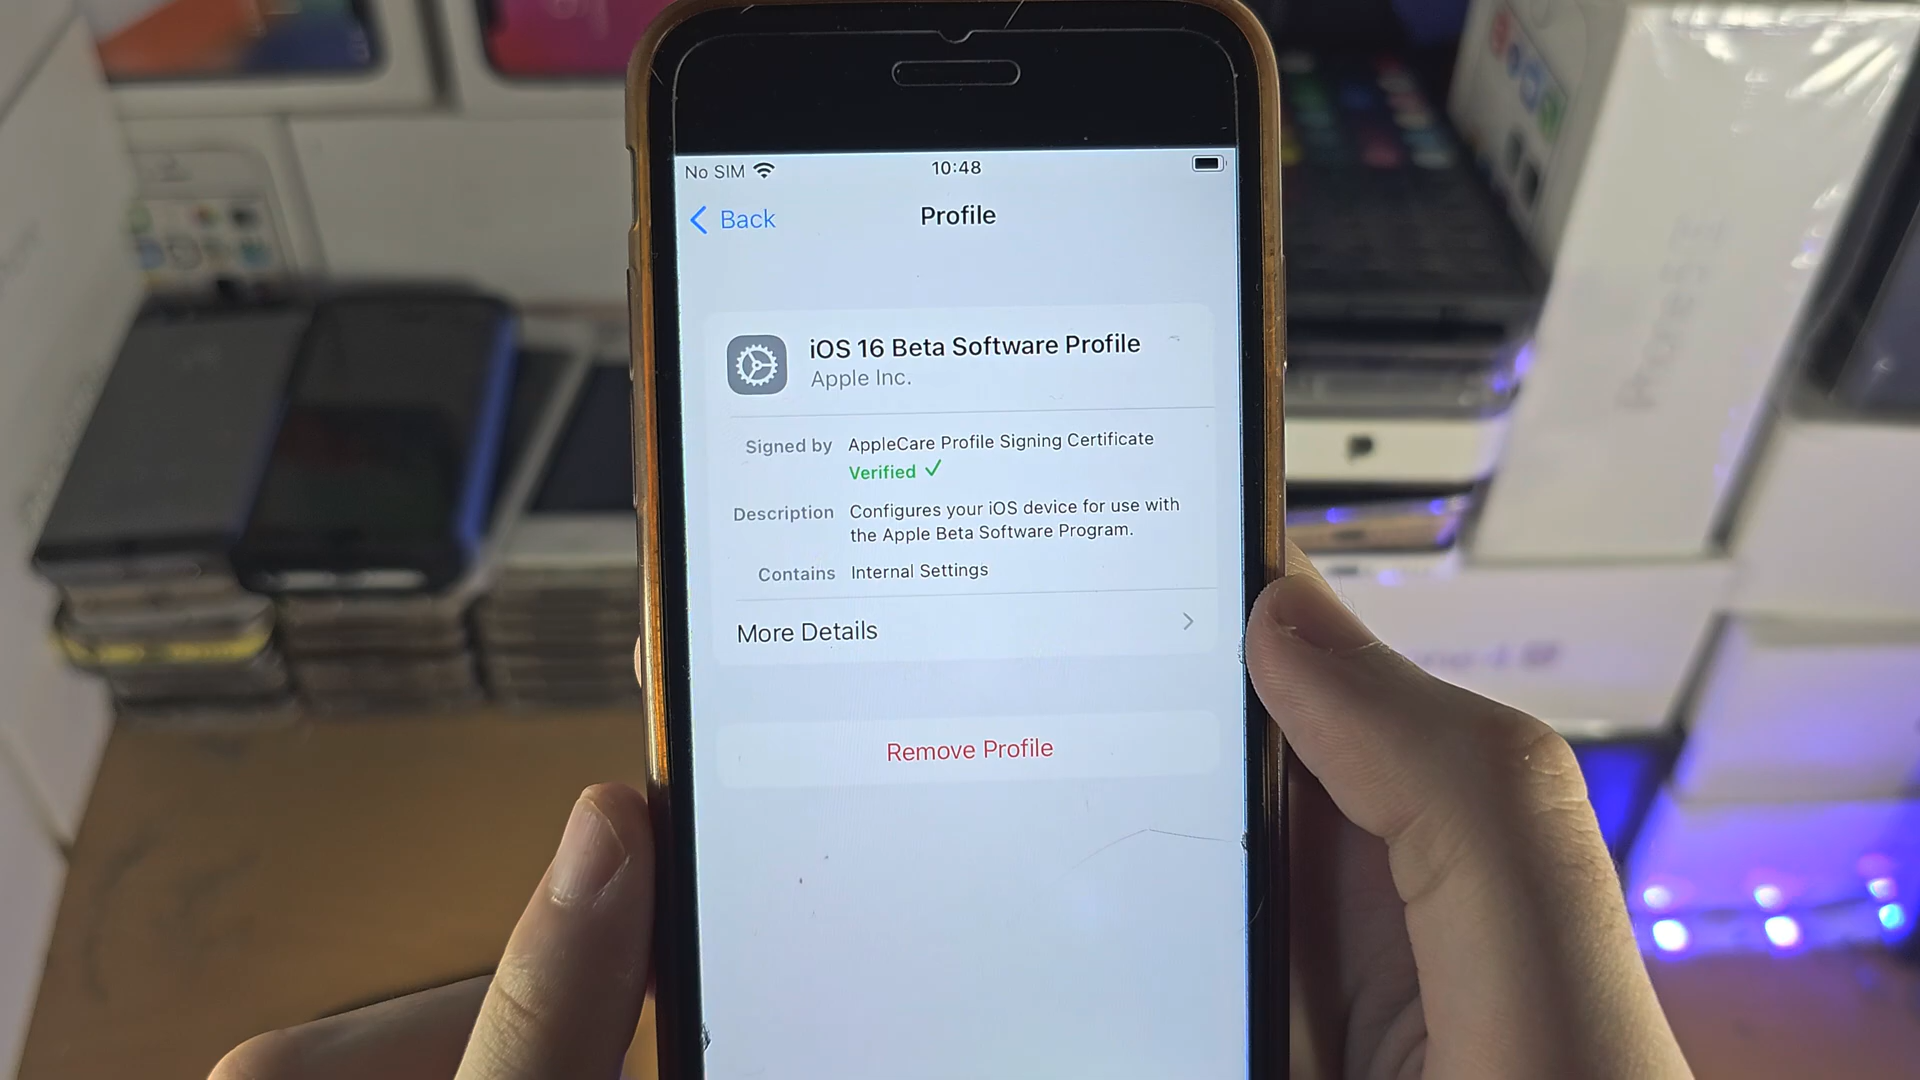 No SIM
10:48
Back
Profile
iOS 16 Beta Software Profile
Apple Inc.
Signed by AppleCare Profile Signing Certificate
Verified ✓
Description Configures your iOS device for use with
the Apple Beta Software Program.
Contains Internal Settings
More Details
Remove Profile